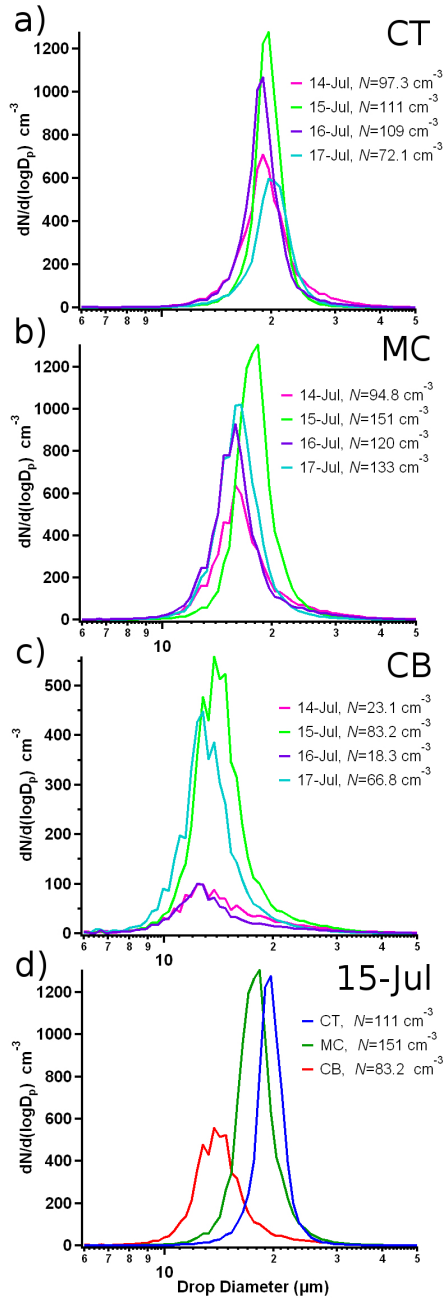 a) CT
1200
1000
800
600
400
200
0
dN/d(logDp) cm-3
14-Jul, N=97.3 cm-3
15-Jul, N=111 cm-3
16-Jul, N=109 cm-3
17-Jul, N=72.1 cm-3
6 7 8 9 10 2 3 4 5
b) MC
1200
1000
800
600
400
200
0
dN/d(logDp) cm-3
14-Jul, N=94.8 cm-3
15-Jul, N=151 cm-3
16-Jul, N=120 cm-3
17-Jul, N=133 cm-3
6 7 8 9 10 2 3 4 5
c) CB
500
400
300
200
100
0
dN/d(logDp) cm-3
14-Jul, N=23.1 cm-3
15-Jul, N=83.2 cm-3
16-Jul, N=18.3 cm-3
17-Jul, N=66.8 cm-3
6 7 8 9 10 2 3 4 5
d) 15-Jul
1200
1000
800
600
400
200
0
dN/d(logDp) cm-3
CT, N=111 cm-3
MC, N=151 cm-3
CB, N=83.2 cm-3
6 7 8 9 10 2 3 4 5
Drop Diameter (µm)